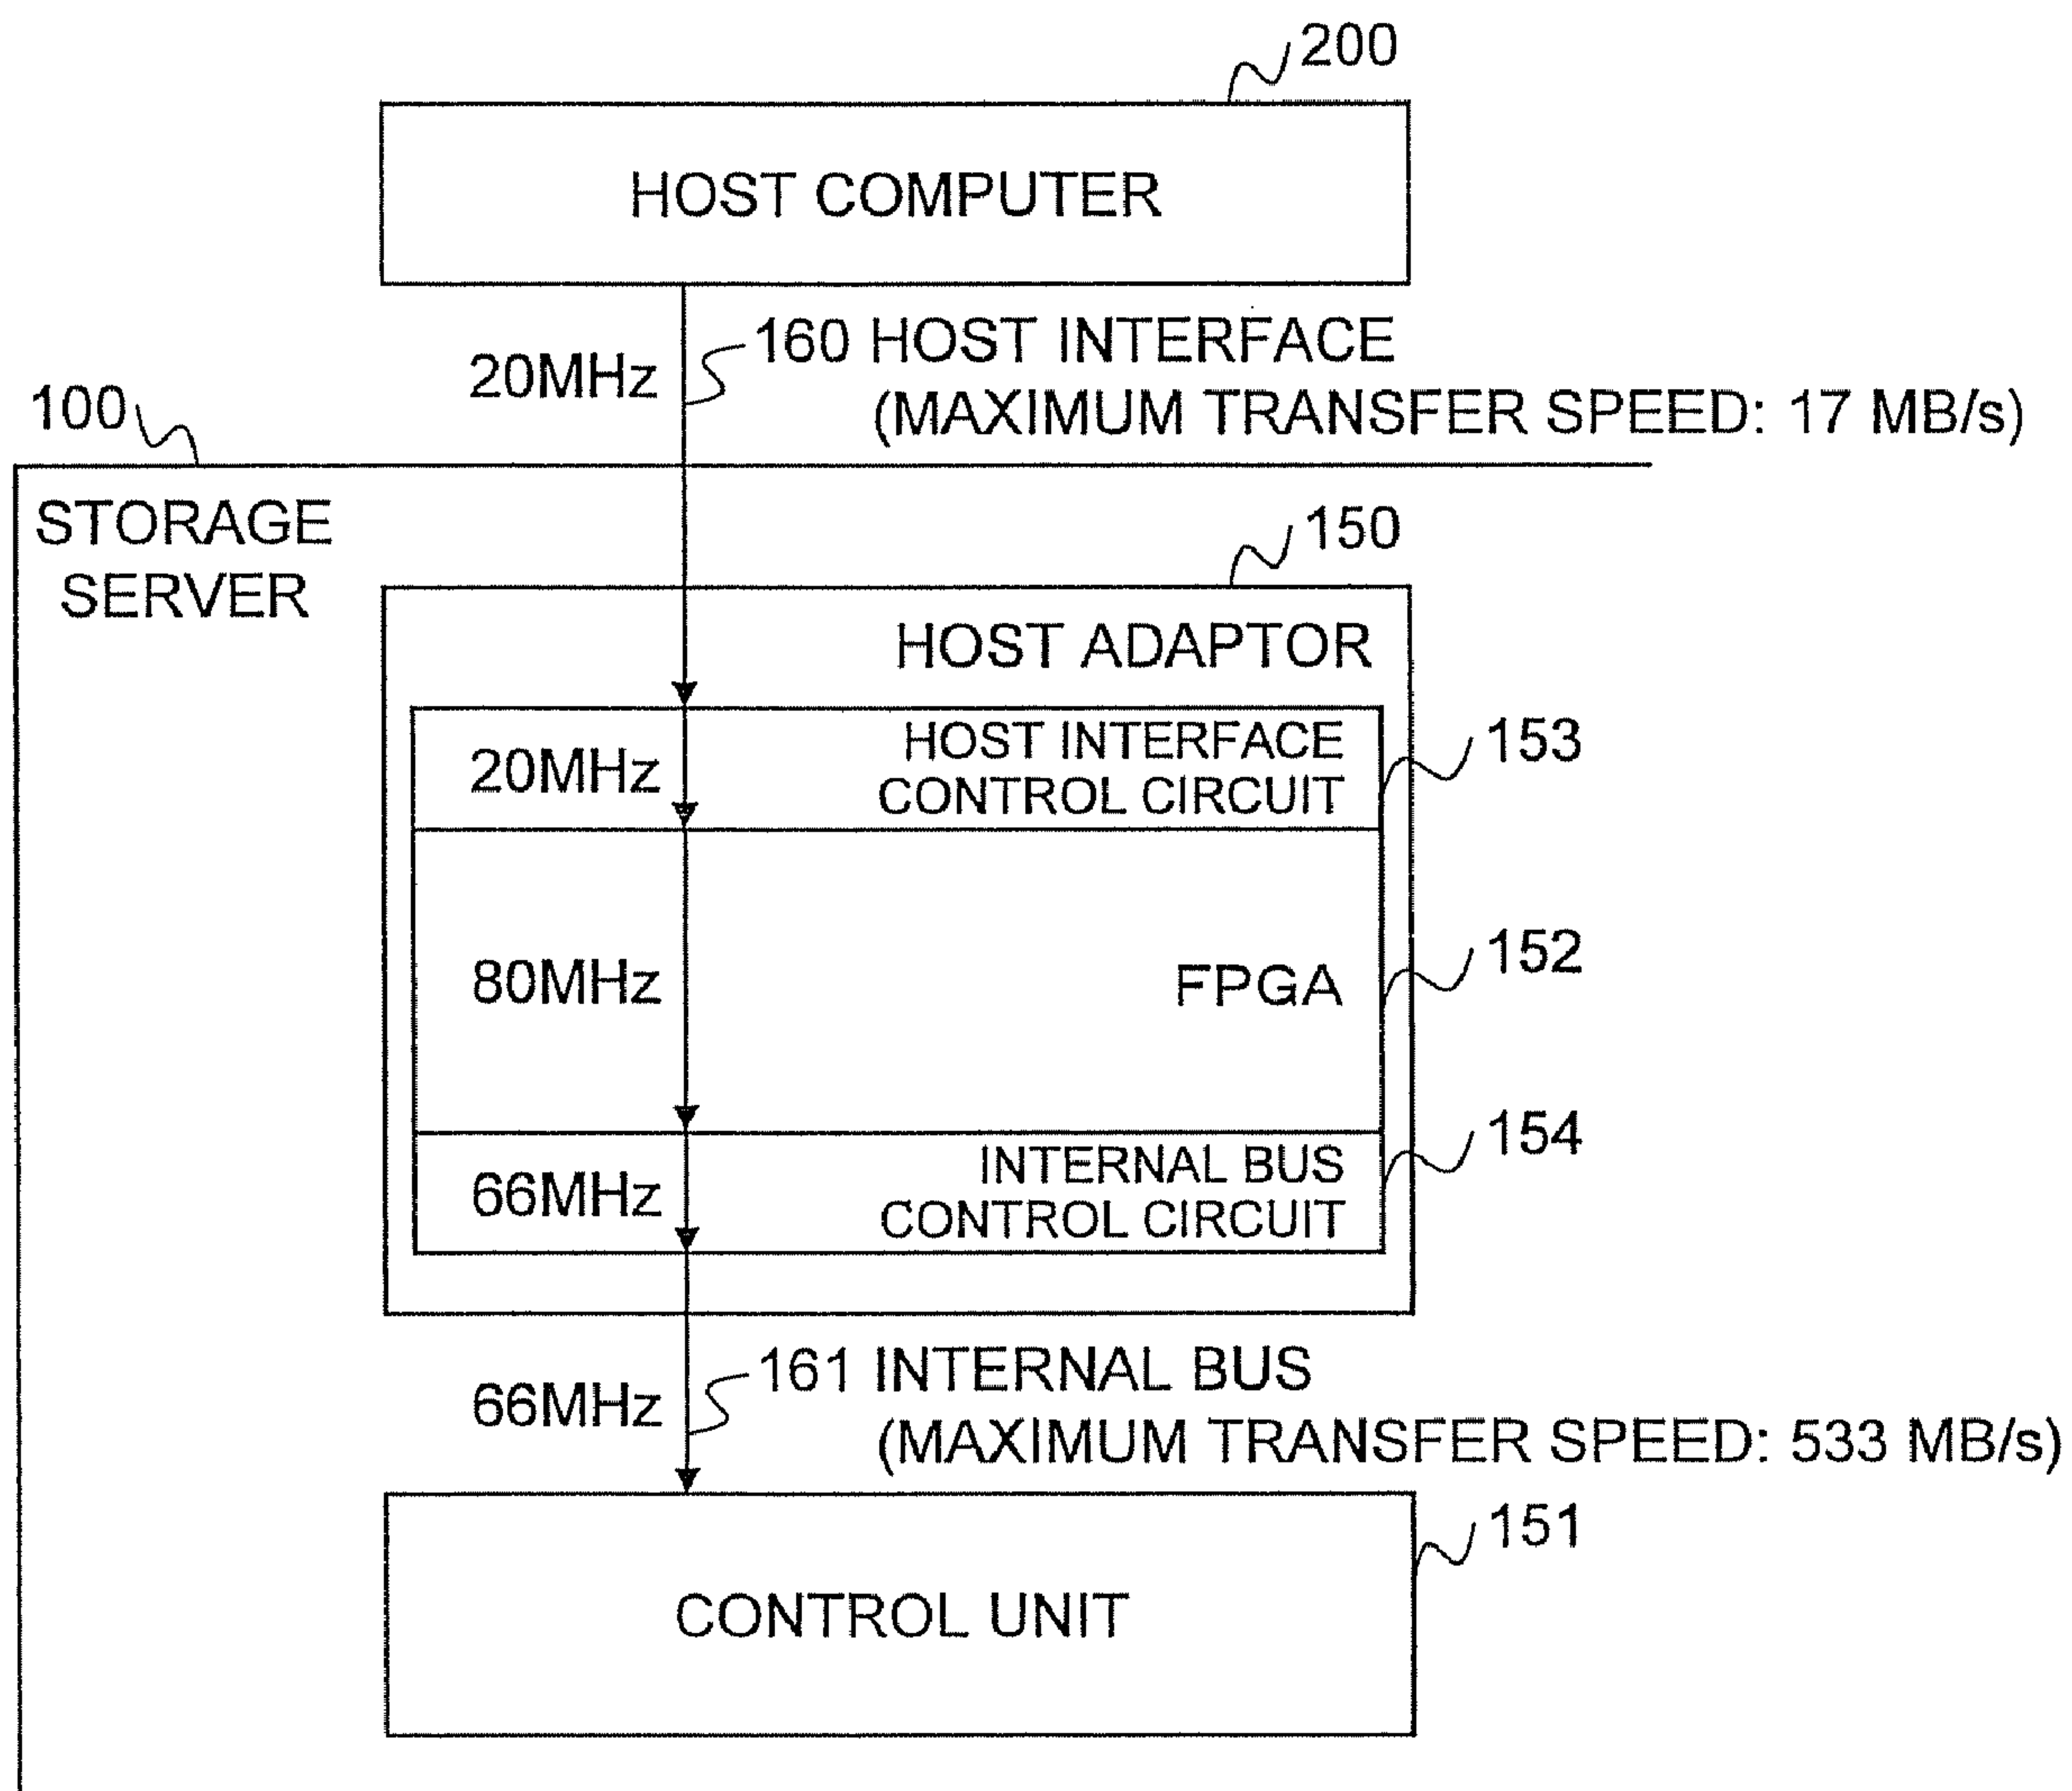 200
HOST COMPUTER
20MHz
160 HOST INTERFACE
(MAXIMUM TRANSFER SPEED: 17 MB/s)
100
STORAGE
SERVER
150
HOST ADAPTOR
20MHz
HOST INTERFACE
CONTROL CIRCUIT
153
80MHz
FPGA
152
154
66MHz
INTERNAL BUS
CONTROL CIRCUIT
66MHz
161 INTERNAL BUS
(MAXIMUM TRANSFER SPEED: 533 MB/s)
151
CONTROL UNIT